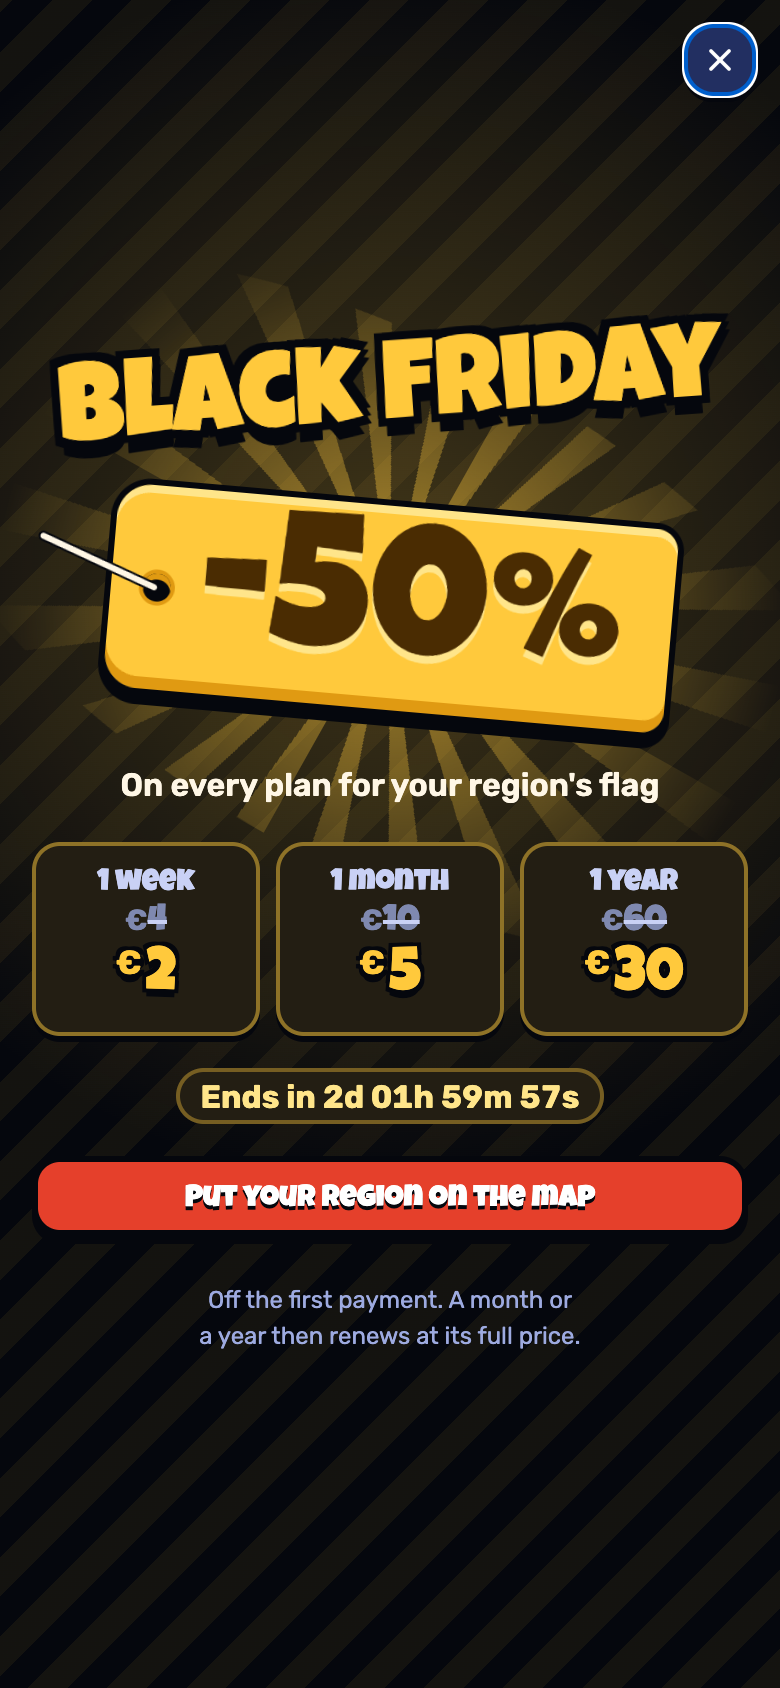 BLACK FRIDAY
-50%
On every plan for your region's flag
1 week
€4
€2
1 month
€10
€5
1 year
€60
€30
Ends in 2d 01h 59m 57s
Put your region on the map
Off the first payment. A month or
a year then renews at its full price.